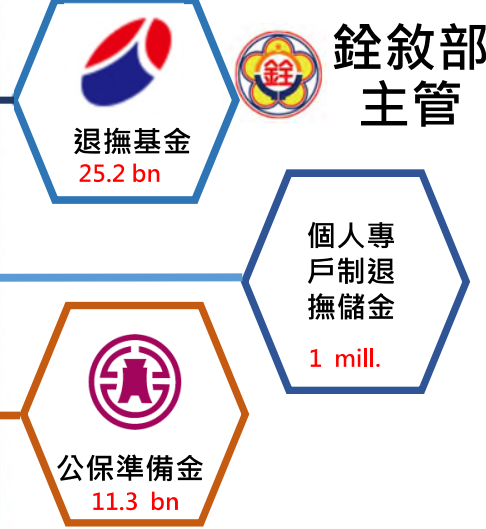 銓敘部
主管
銓
退撫基金
25.2 bn
個人專
戶制退
撫儲金
1 mill.
公保準備金
11.3 bn